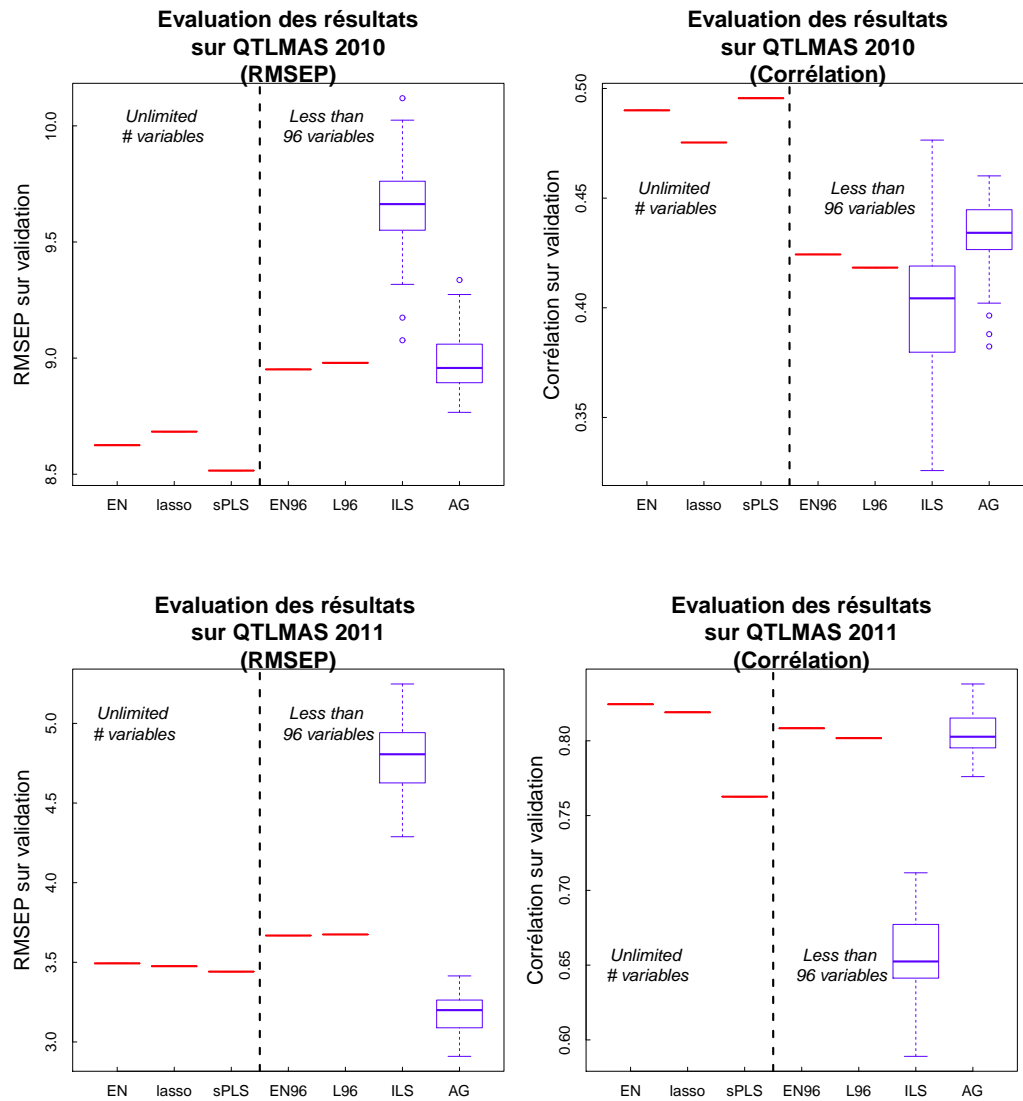 Evaluation des résultats
sur QTLMAS 2010
(RMSEP)
RMSEP sur validation
10.0
9.5
9.0
8.5
Unlimited
# variables
Less than
96 variables
EN lasso sPLS EN96 L96 ILS AG
Evaluation des résultats
sur QTLMAS 2010
(Corrélation)
Corrélation sur validation
0.50
0.45
0.40
0.35
Unlimited
# variables
Less than
96 variables
EN lasso sPLS EN96 L96 ILS AG
Evaluation des résultats
sur QTLMAS 2011
(RMSEP)
RMSEP sur validation
5.0
4.5
4.0
3.5
3.0
Unlimited
# variables
Less than
96 variables
EN lasso sPLS EN96 L96 ILS AG
Evaluation des résultats
sur QTLMAS 2011
(Corrélation)
Corrélation sur validation
0.80
0.75
0.70
0.65
0.60
Unlimited
# variables
Less than
96 variables
EN lasso sPLS EN96 L96 ILS AG